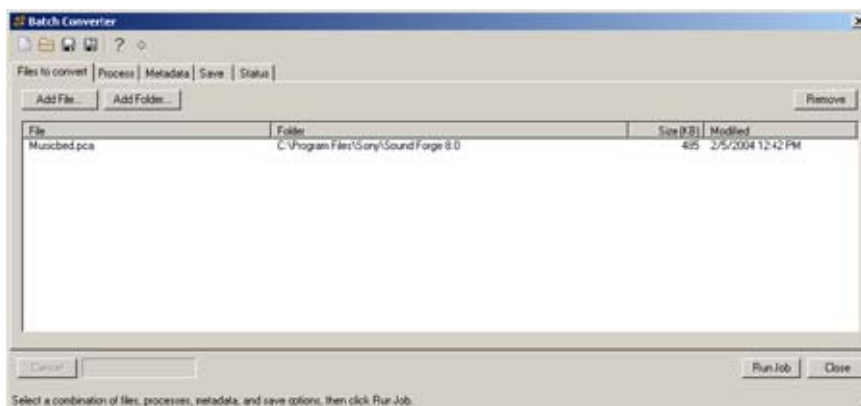 Batch Converter
Files to convert Process Metadata Save Status
Add File... Add Folder... Remove
File Folder Size (KB) Modified
Musicbed.pca C:\Program Files\Sony\Sound Forge 8.0 485 2/5/2004 12:42 PM
Cancel Run Job Close
Select a combination of files, processes, metadata, and save options, then click Run Job.